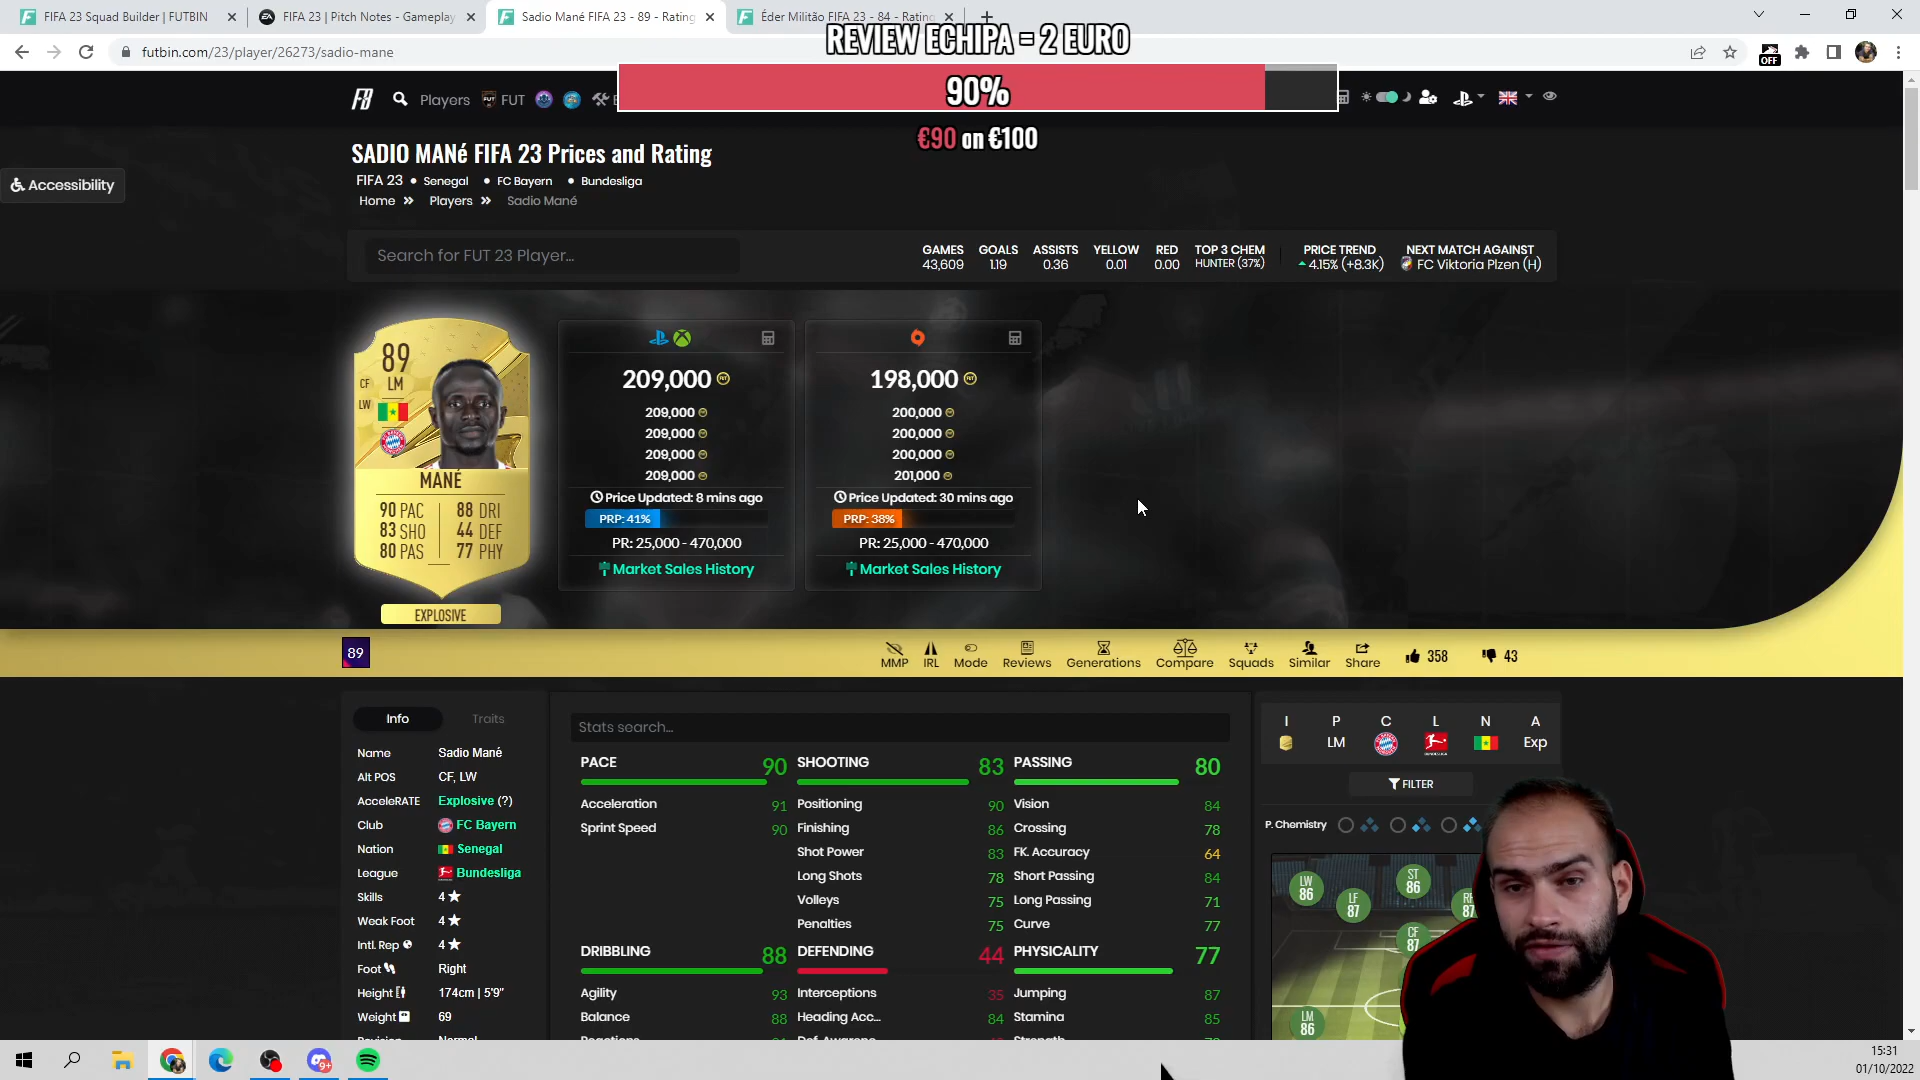 FIFA 23 Squad Builder | FUTBIN
FIFA 23 | Pitch Notes - Gameplay
Sadio Mané FIFA 23 - 89 - Rating
Éder Militão FIFA 23 - 84 - Rating
futbin.com/23/player/26273/sadio-mane
OFF
REVIEW ECHIPA = 2 EURO
90%
€90 on €100
Players
FUT
SADIO MANé FIFA 23 Prices and Rating
FIFA 23 • Senegal • FC Bayern • Bundesliga
Home » Players » Sadio Mané
Accessibility
Search for FUT 23 Player...
GAMES GOALS ASSISTS YELLOW RED TOP 3 CHEM PRICE TREND NEXT MATCH AGAINST
43,609 1.19 0.36 0.01 0.00 HUNTER (37%) 4.15% (+8.3K) FC Viktoria Plzen (H)
89
LM
CF
LW
MANÉ
90 PAC 88 DRI
83 SHO 44 DEF
80 PAS 77 PHY
EXPLOSIVE
209,000
209,000
209,000
209,000
209,000
Price Updated: 8 mins ago
PRP: 41%
PR: 25,000 - 470,000
Market Sales History
198,000
200,000
200,000
200,000
201,000
Price Updated: 30 mins ago
PRP: 38%
PR: 25,000 - 470,000
Market Sales History
89
MMP IRL Mode Reviews Generations Compare Squads Similar Share 358 43
Info Traits
Name Sadio Mané
Alt POS CF, LW
AcceleRATE Explosive (?)
Club FC Bayern
Nation Senegal
League Bundesliga
Skills 4
Weak Foot 4
Intl. Rep 4
Foot Right
Height 174cm | 5'9"
Weight 69
Stats search...
PACE 90
Acceleration 91
Sprint Speed 90
SHOOTING 83
Positioning 90
Finishing 86
Shot Power 83
Long Shots 78
Volleys 75
Penalties 75
PASSING 80
Vision 84
Crossing 78
FK. Accuracy 64
Short Passing 84
Long Passing 71
Curve 77
DRIBBLING 88
Agility 93
Balance 88
DEFENDING 44
Interceptions 35
Heading Acc... 84
PHYSICALITY 77
Jumping 87
Stamina 85
I P C L N A
LM Exp
FILTER
P. Chemistry
LW
86
LF
87
ST
86
87
CF
87
LM
86
9+
15:31
01/10/2022